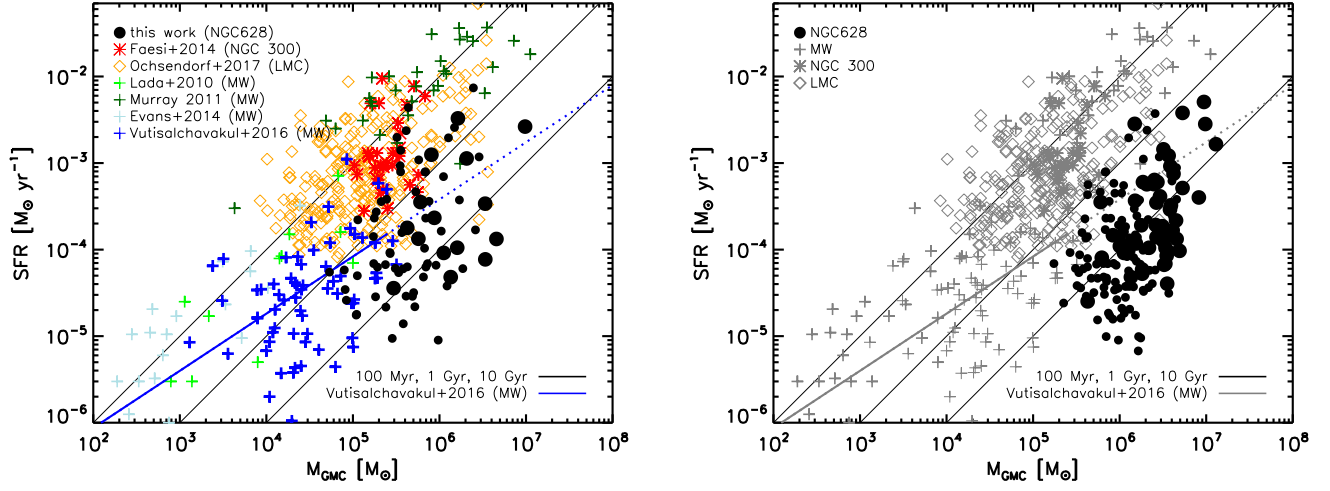 this work (NGC628)
Faesi+2014 (NGC 300)
Ochsendorf+2017 (LMC)
Lada+2010 (MW)
Murray 2011 (MW)
Evans+2014 (MW)
Vutisalchavakul+2016 (MW)
10⁻²
10⁻³
10⁻⁴
10⁻⁵
10⁻⁶
SFR [M⊙ yr⁻¹]
100 Myr, 1 Gyr, 10 Gyr
Vutisalchavakul+2016 (MW)
10² 10³ 10⁴ 10⁵ 10⁶ 10⁷ 10⁸
M_GMC [M⊙]
NGC628
MW
NGC 300
LMC
10⁻²
10⁻³
10⁻⁴
10⁻⁵
10⁻⁶
SFR [M⊙ yr⁻¹]
100 Myr, 1 Gyr, 10 Gyr
Vutisalchavakul+2016 (MW)
10² 10³ 10⁴ 10⁵ 10⁶ 10⁷ 10⁸
M_GMC [M⊙]